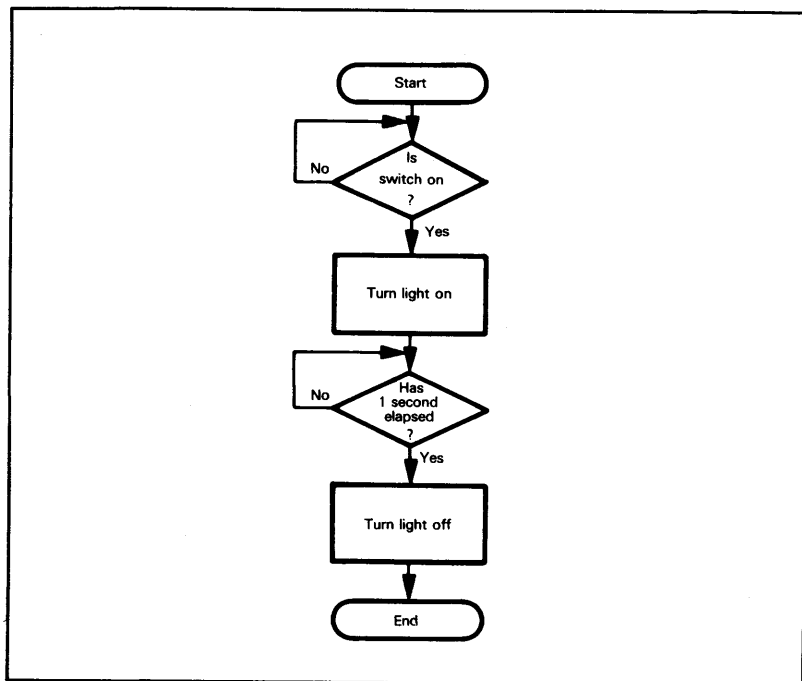 Start
Is
switch on
?
No
Yes
Turn light on
Has
1 second
elapsed
?
No
Yes
Turn light off
End